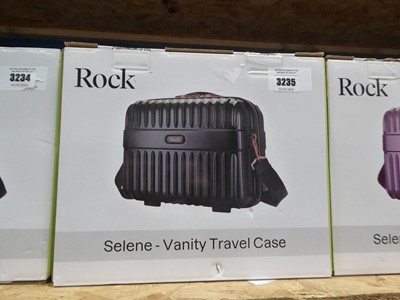 3234
Rock
3235
Rock
Selene - Vanity Travel Case
Sele